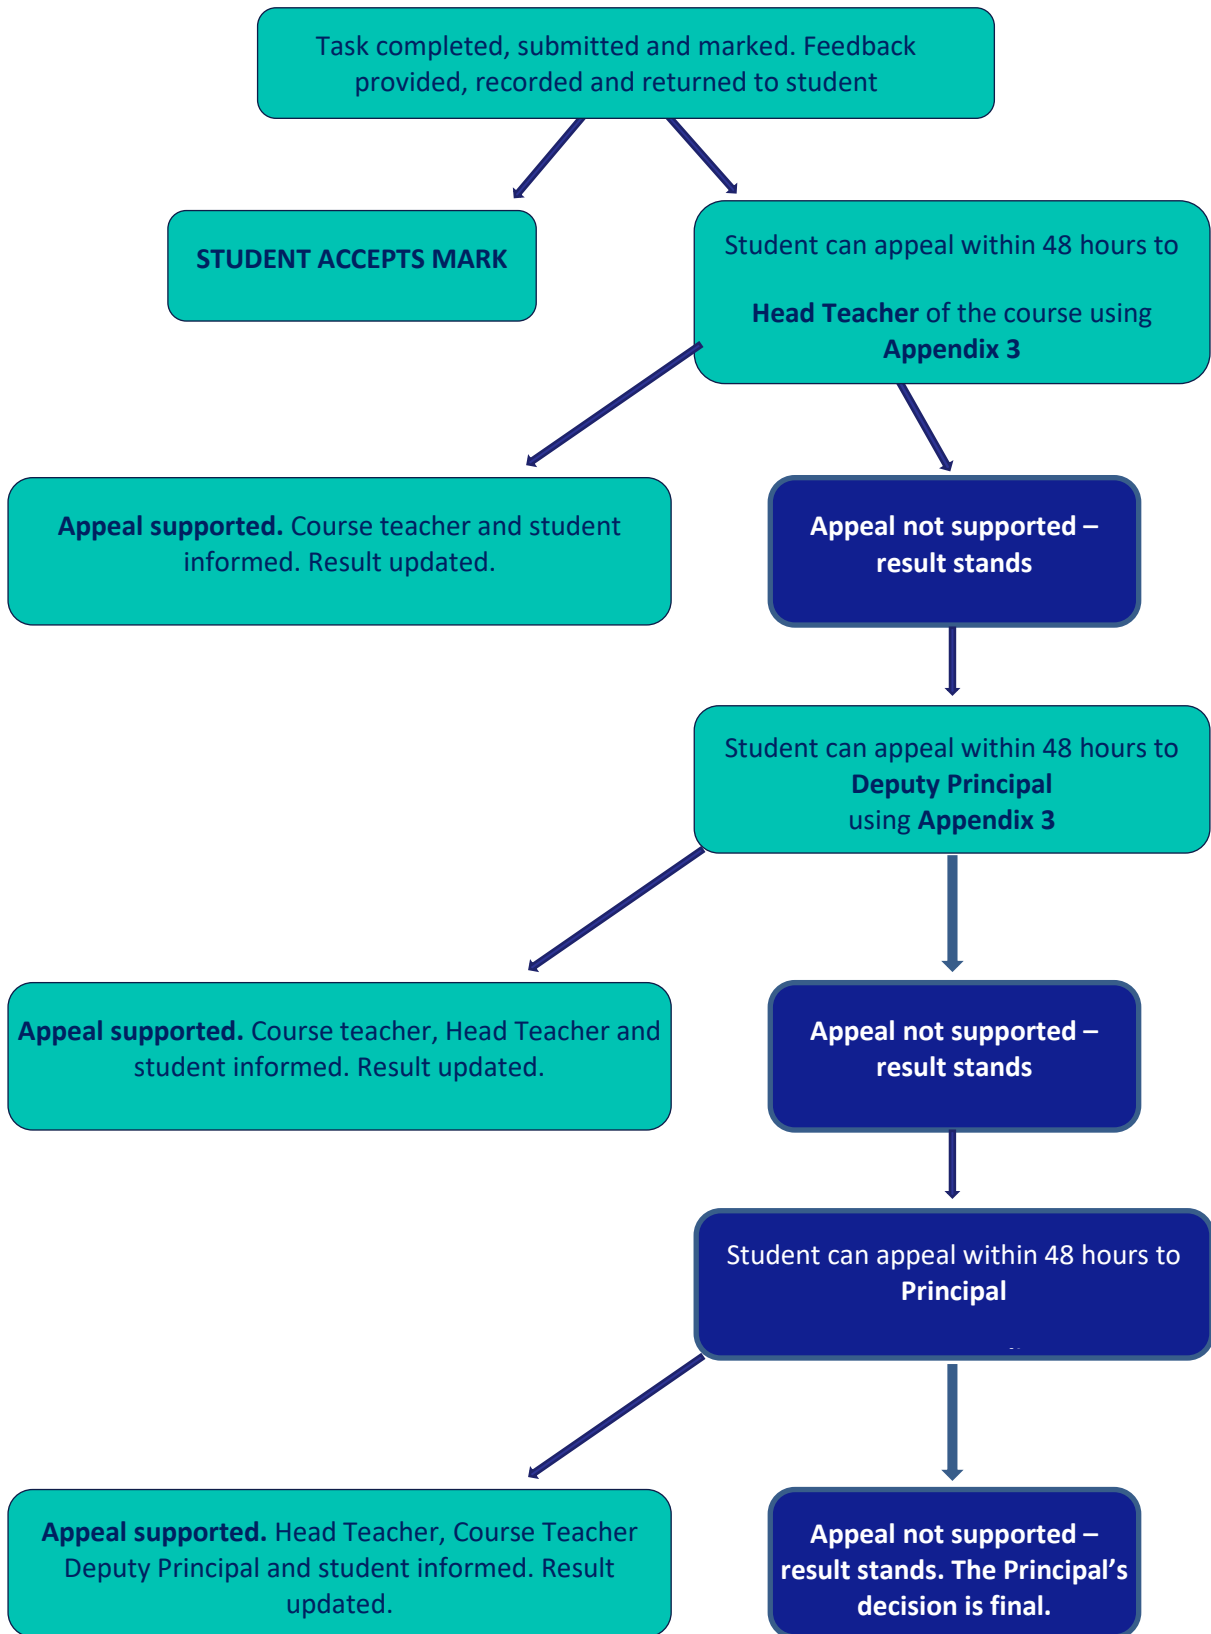 Task completed, submitted and marked. Feedback
provided, recorded and returned to student
STUDENT ACCEPTS MARK
Student can appeal within 48 hours to
Head Teacher of the course using
Appendix 3
Appeal supported. Course teacher and student
informed. Result updated.
Appeal not supported –
result stands
Student can appeal within 48 hours to
Deputy Principal
using Appendix 3
Appeal supported. Course teacher, Head Teacher and
student informed. Result updated.
Appeal not supported –
result stands
Student can appeal within 48 hours to
Principal
Appeal supported. Head Teacher, Course Teacher
Deputy Principal and student informed. Result
updated.
Appeal not supported –
result stands. The Principal’s
decision is final.